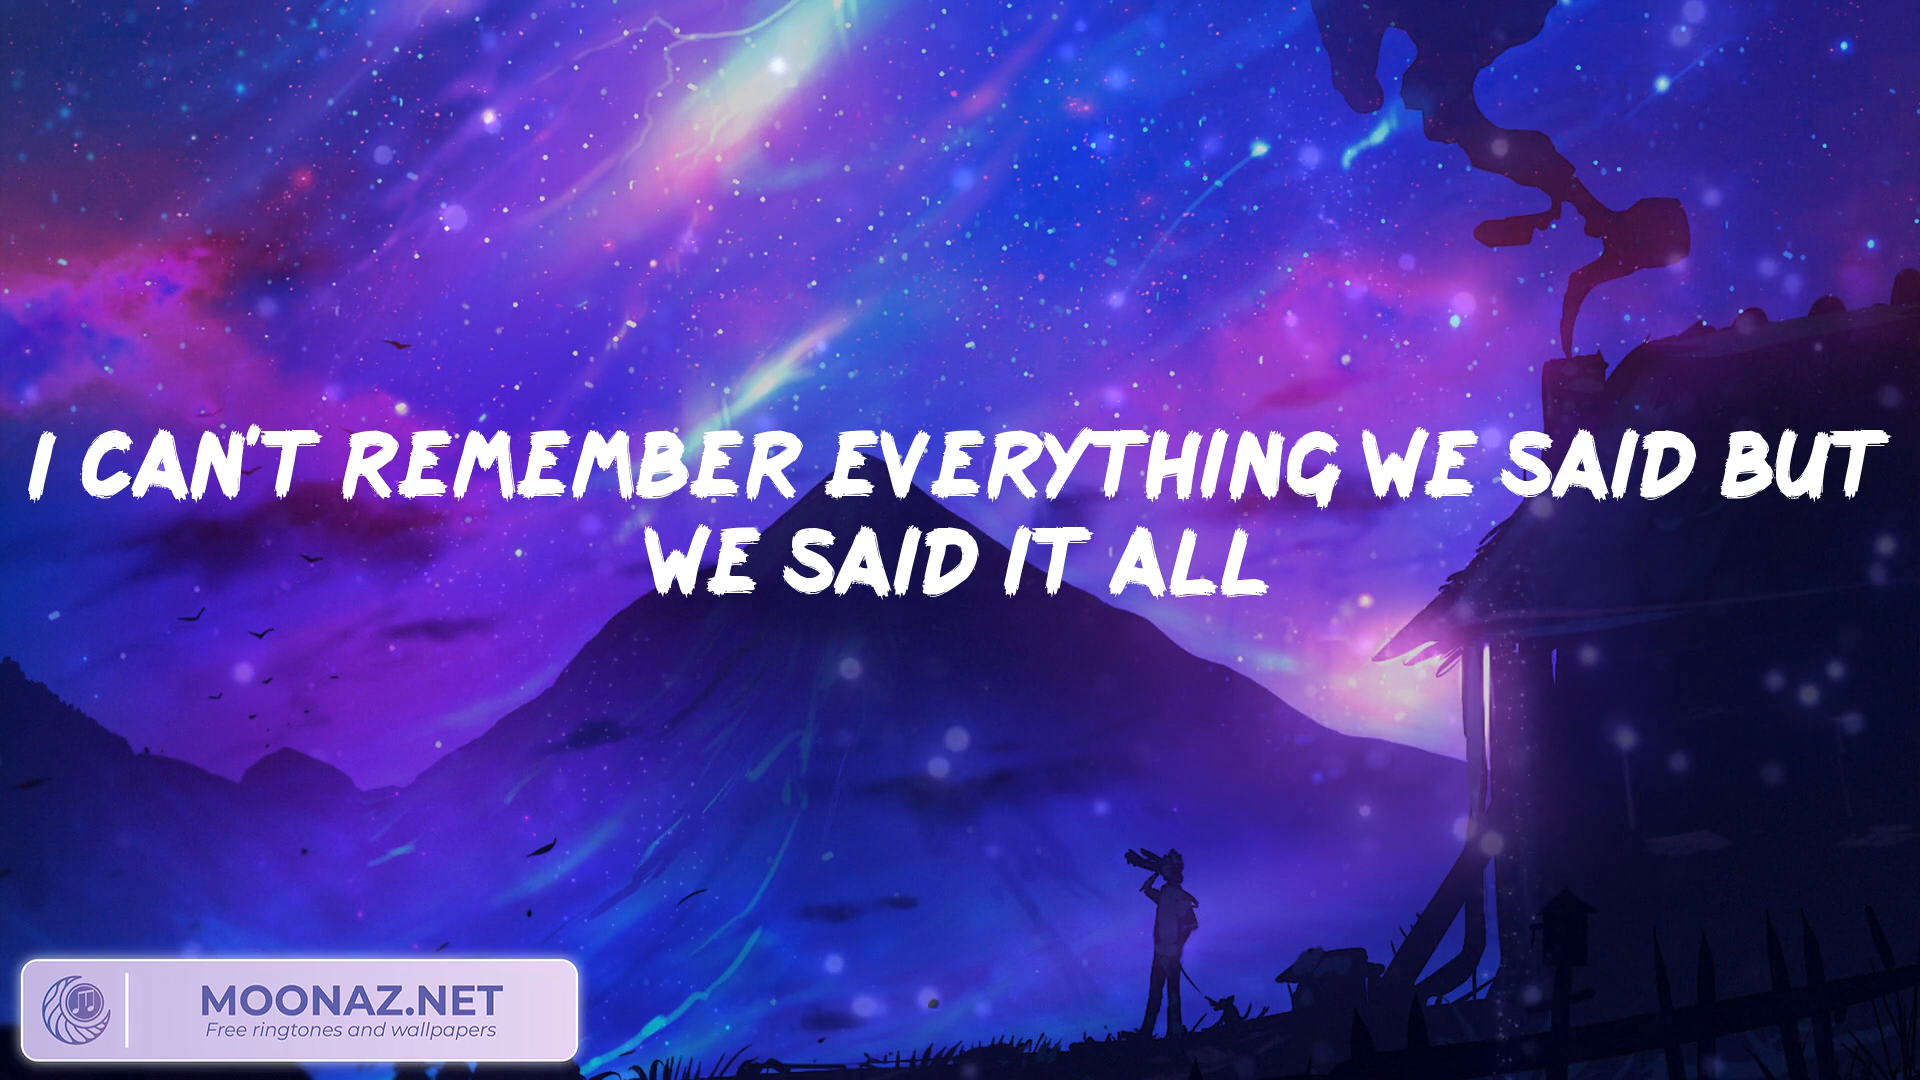 I CAN'T REMEMBER EVERYTHING WE SAID BUT
WE SAID IT ALL
MOONAZ.NET
Free ringtones and wallpapers